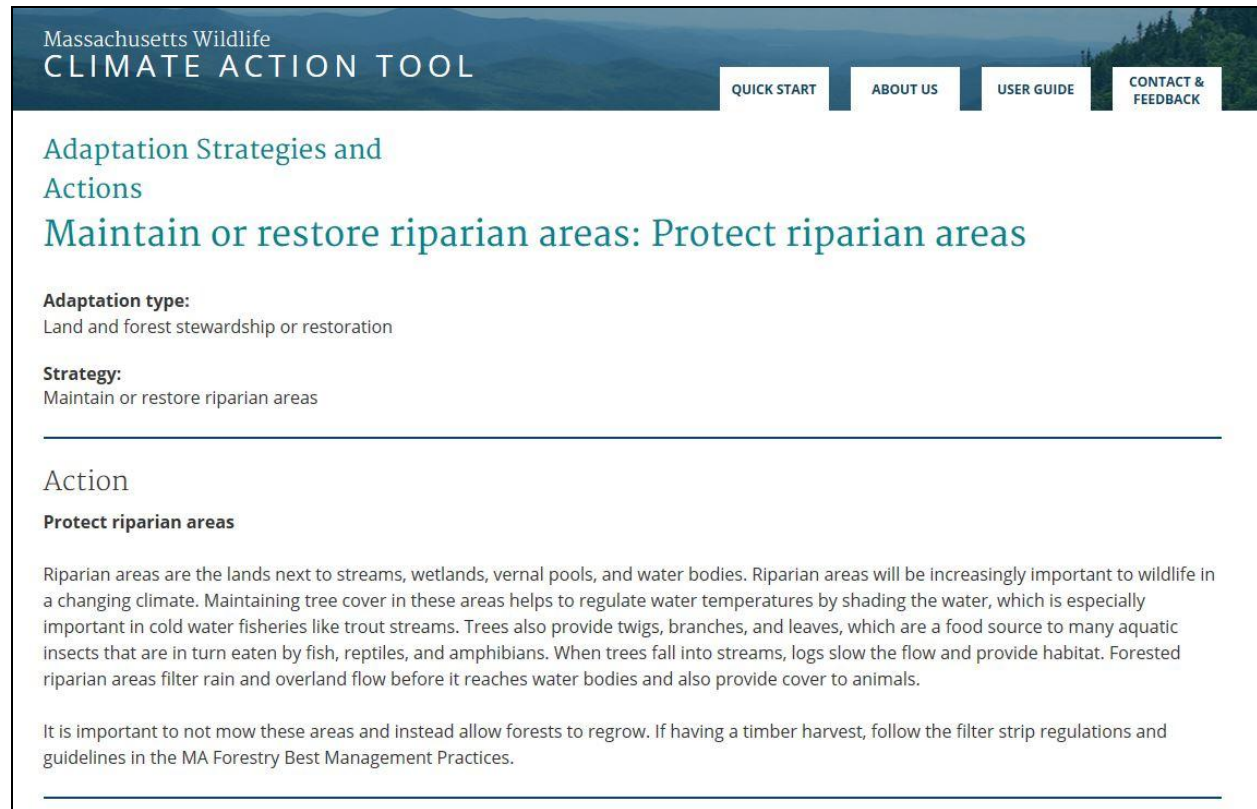 Massachusetts Wildlife
CLIMATE ACTION TOOL
QUICK START
ABOUT US
USER GUIDE
CONTACT &
FEEDBACK
Adaptation Strategies and
Actions
Maintain or restore riparian areas: Protect riparian areas
Adaptation type:
Land and forest stewardship or restoration
Strategy:
Maintain or restore riparian areas
Action
Protect riparian areas
Riparian areas are the lands next to streams, wetlands, vernal pools, and water bodies. Riparian areas will be increasingly important to wildlife in
a changing climate. Maintaining tree cover in these areas helps to regulate water temperatures by shading the water, which is especially
important in cold water fisheries like trout streams. Trees also provide twigs, branches, and leaves, which are a food source to many aquatic
insects that are in turn eaten by fish, reptiles, and amphibians. When trees fall into streams, logs slow the flow and provide habitat. Forested
riparian areas filter rain and overland flow before it reaches water bodies and also provide cover to animals.
It is important to not mow these areas and instead allow forests to regrow. If having a timber harvest, follow the filter strip regulations and
guidelines in the MA Forestry Best Management Practices.